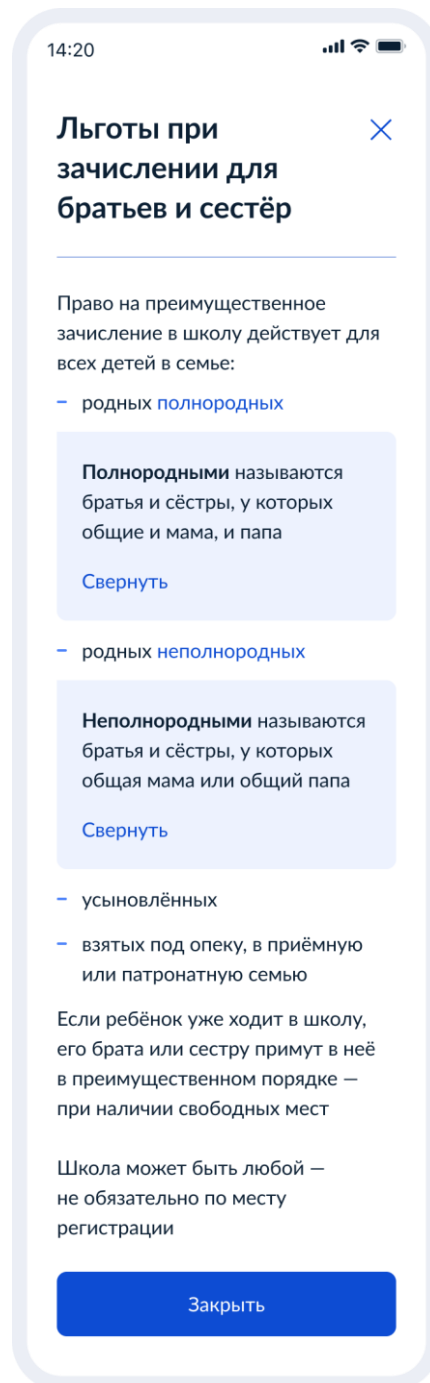 14:20
Льготы при
зачислении для
братьев и сестёр
Право на преимущественное
зачисление в школу действует для
всех детей в семье:
– родных полнородных
Полнородными называются
братья и сёстры, у которых
общие и мама, и папа
Свернуть
– родных неполнородных
Неполнородными называются
братья и сёстры, у которых
общая мама или общий папа
Свернуть
– усыновлённых
– взятых под опеку, в приёмную
или патронатную семью
Если ребёнок уже ходит в школу,
его брата или сестру примут в неё
в преимущественном порядке —
при наличии свободных мест
Школа может быть любой —
не обязательно по месту
регистрации
Закрыть